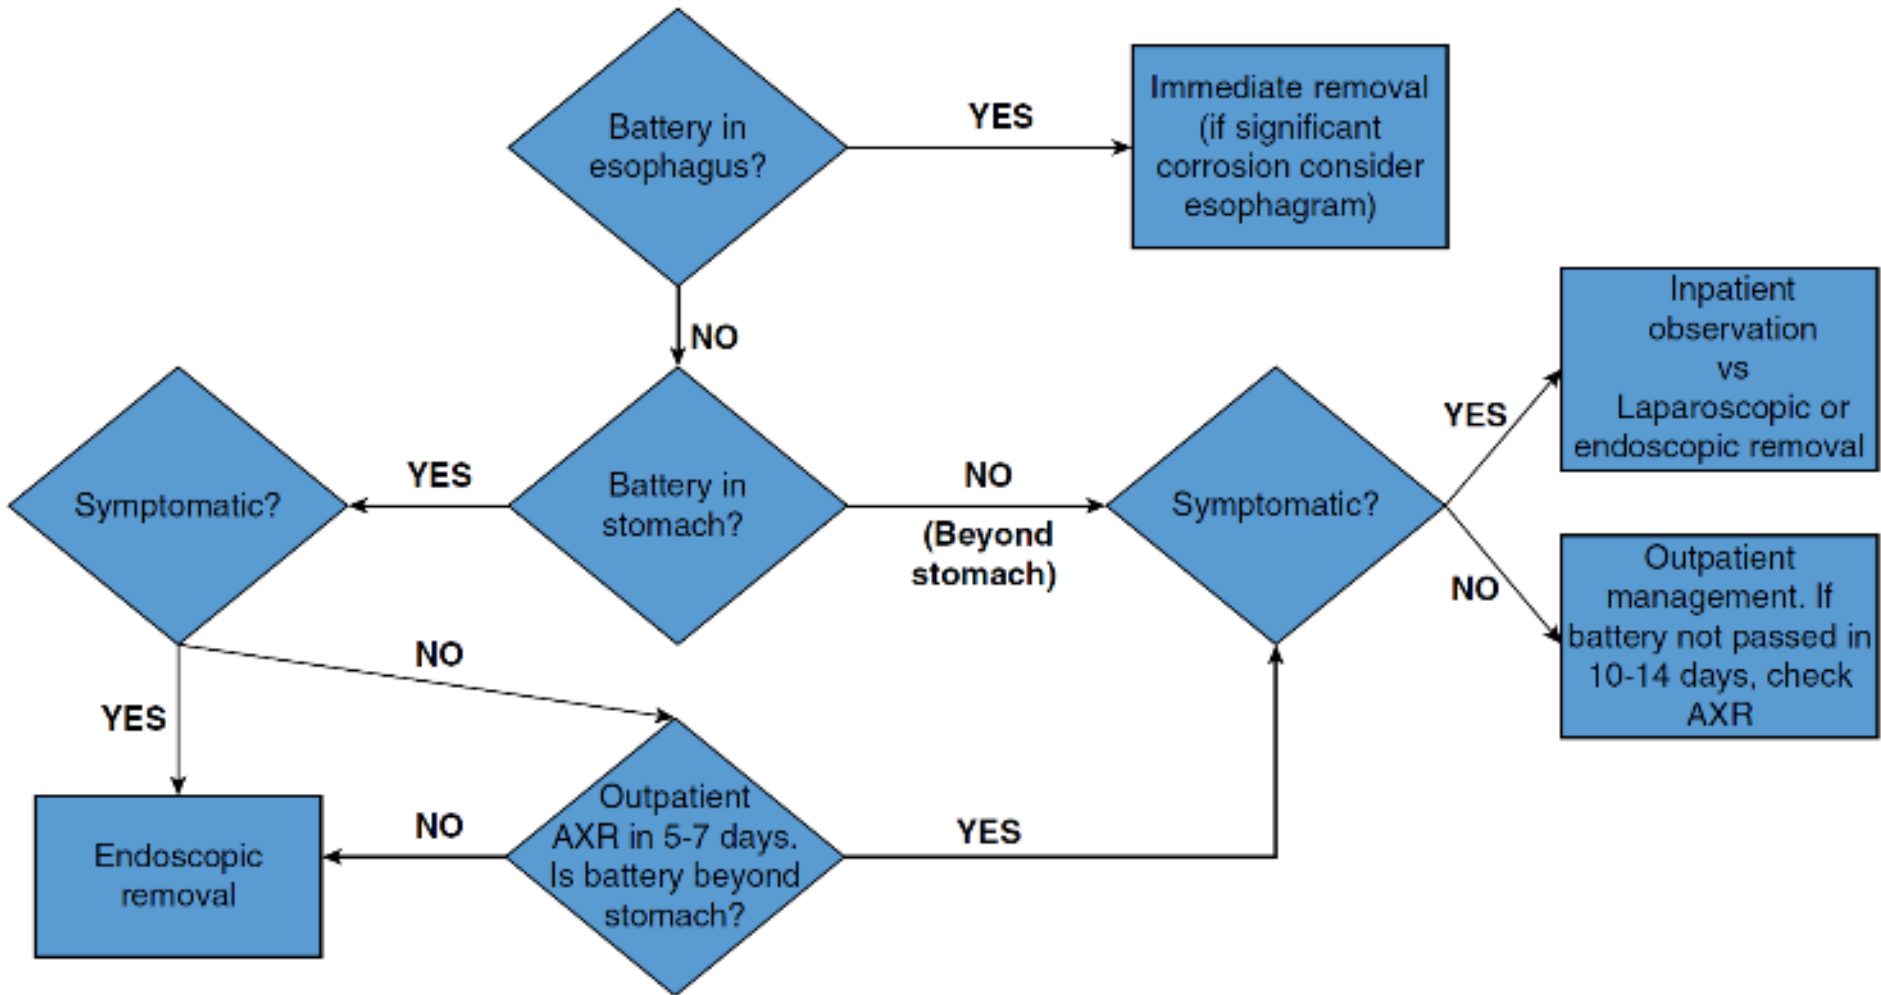 Battery in
esophagus?
YES
Immediate removal
(if significant
corrosion consider
esophagram)
NO
Symptomatic?
YES
Battery in
stomach?
NO
(Beyond
stomach)
Symptomatic?
YES
Inpatient
observation
vs
Laparoscopic or
endoscopic removal
NO
Outpatient
management. If
battery not passed in
10-14 days, check
AXR
YES
NO
Endoscopic
removal
NO
Outpatient
AXR in 5-7 days.
Is battery beyond
stomach?
YES